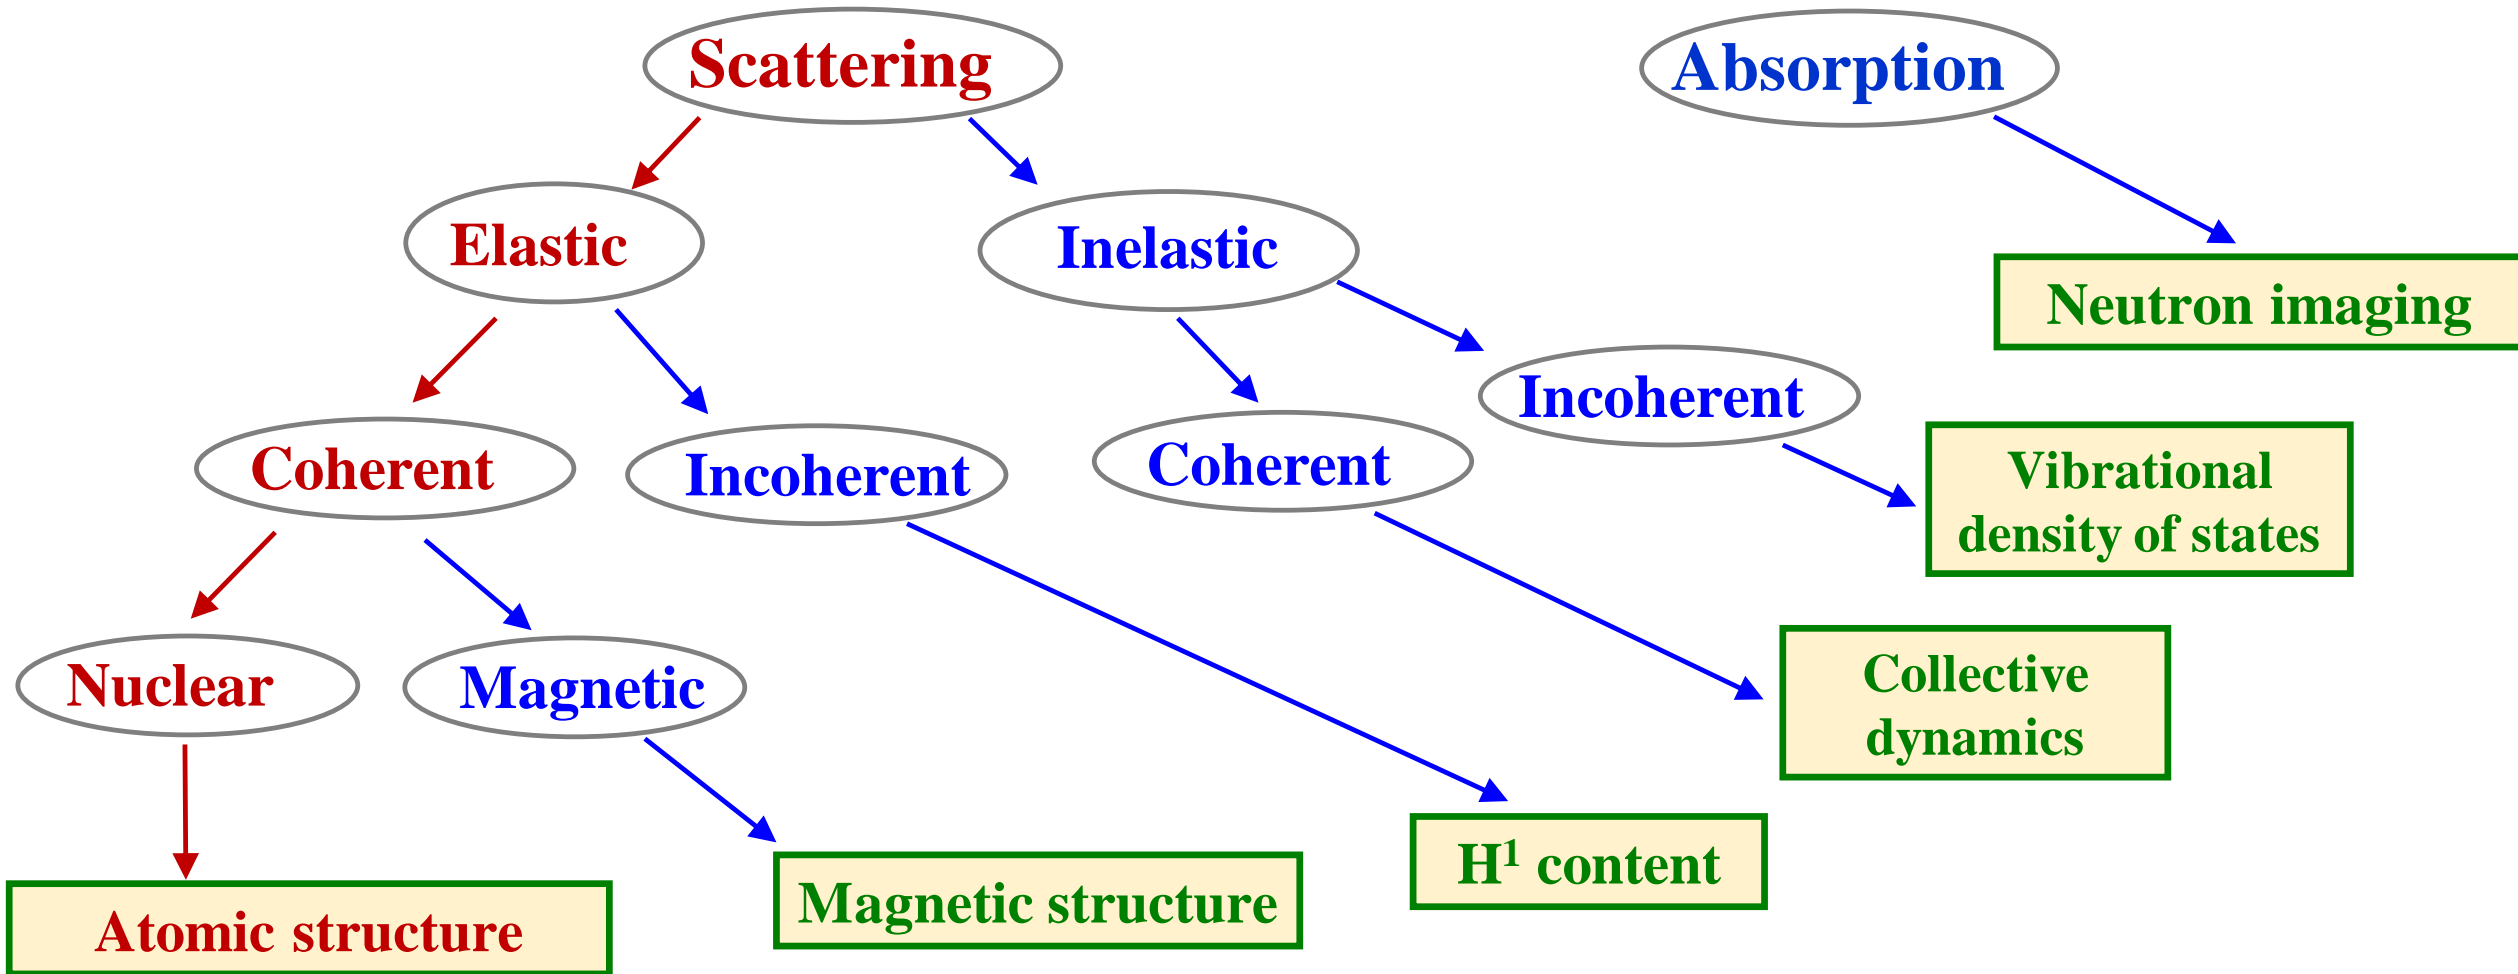 Scattering
Absorption
Elastic
Inelastic
Neutron imaging
Incoherent
Coherent
Incoherent
Coherent
Vibrational
density of states
Nuclear
Magnetic
Collective
dynamics
H¹ content
Magnetic structure
Atomic structure